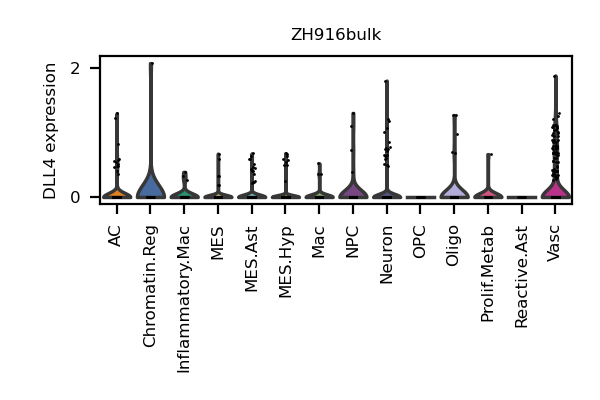 ZH916bulk
DLL4 expression
2
0
AC
Chromatin.Reg
Inflammatory.Mac
MES
MES.Ast
MES.Hyp
Mac
NPC
Neuron
OPC
Oligo
Prolif.Metab
Reactive.Ast
Vasc